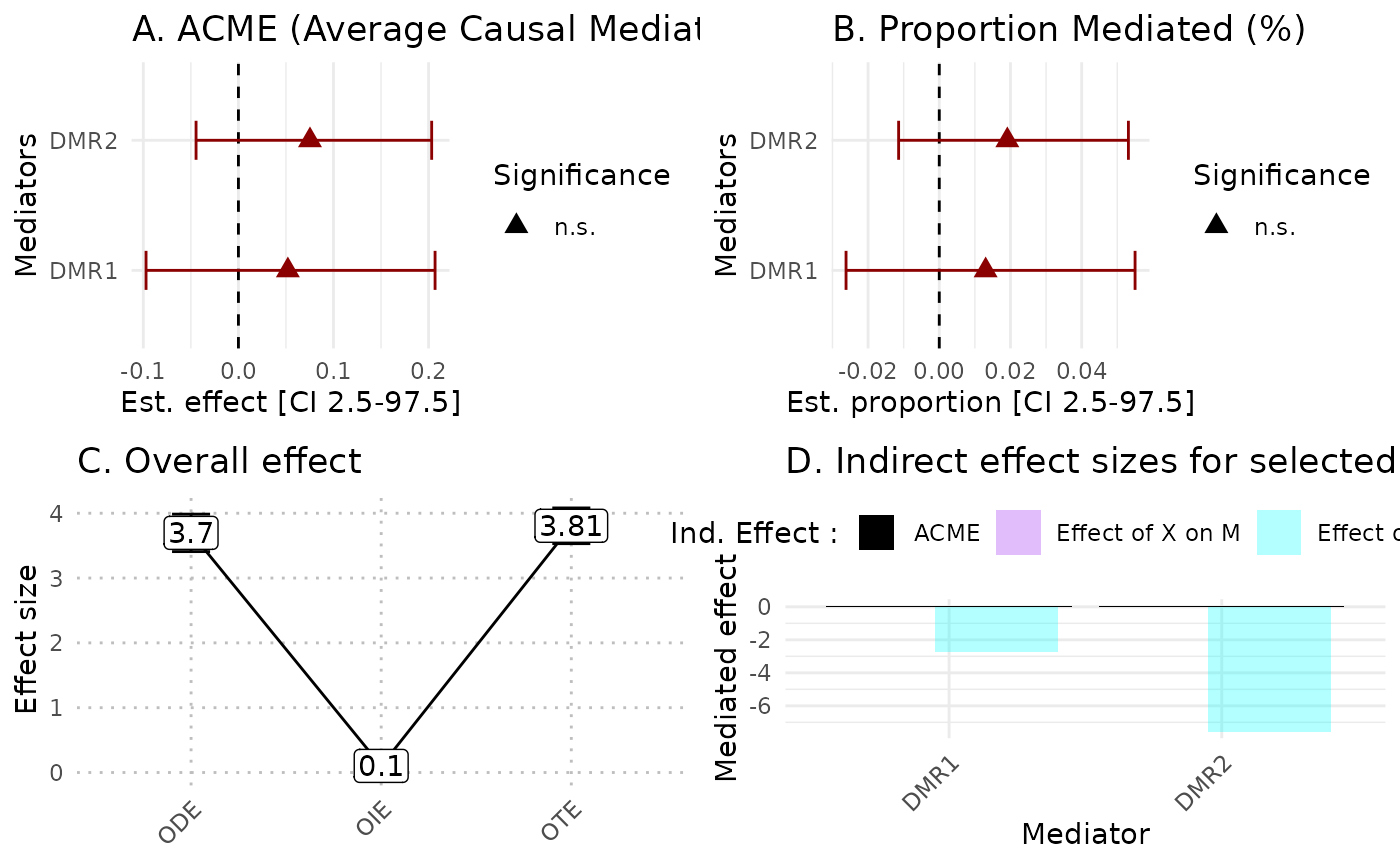 A. ACME (Average Causal Mediat
Mediators
DMR2
DMR1
-0.1 0.0 0.1 0.2
Est. effect [CI 2.5-97.5]
Significance
n.s.
B. Proportion Mediated (%)
Mediators
DMR2
DMR1
-0.02 0.00 0.02 0.04
Est. proportion [CI 2.5-97.5]
Significance
n.s.
C. Overall effect
Effect size
4
3
2
1
0
3.7
0.1
3.81
ODE OIE OTE
D. Indirect effect sizes for selected
Ind. Effect : ACME Effect of X on M Effect
Mediated effect
0
-2
-4
-6
DMR1 DMR2
Mediator